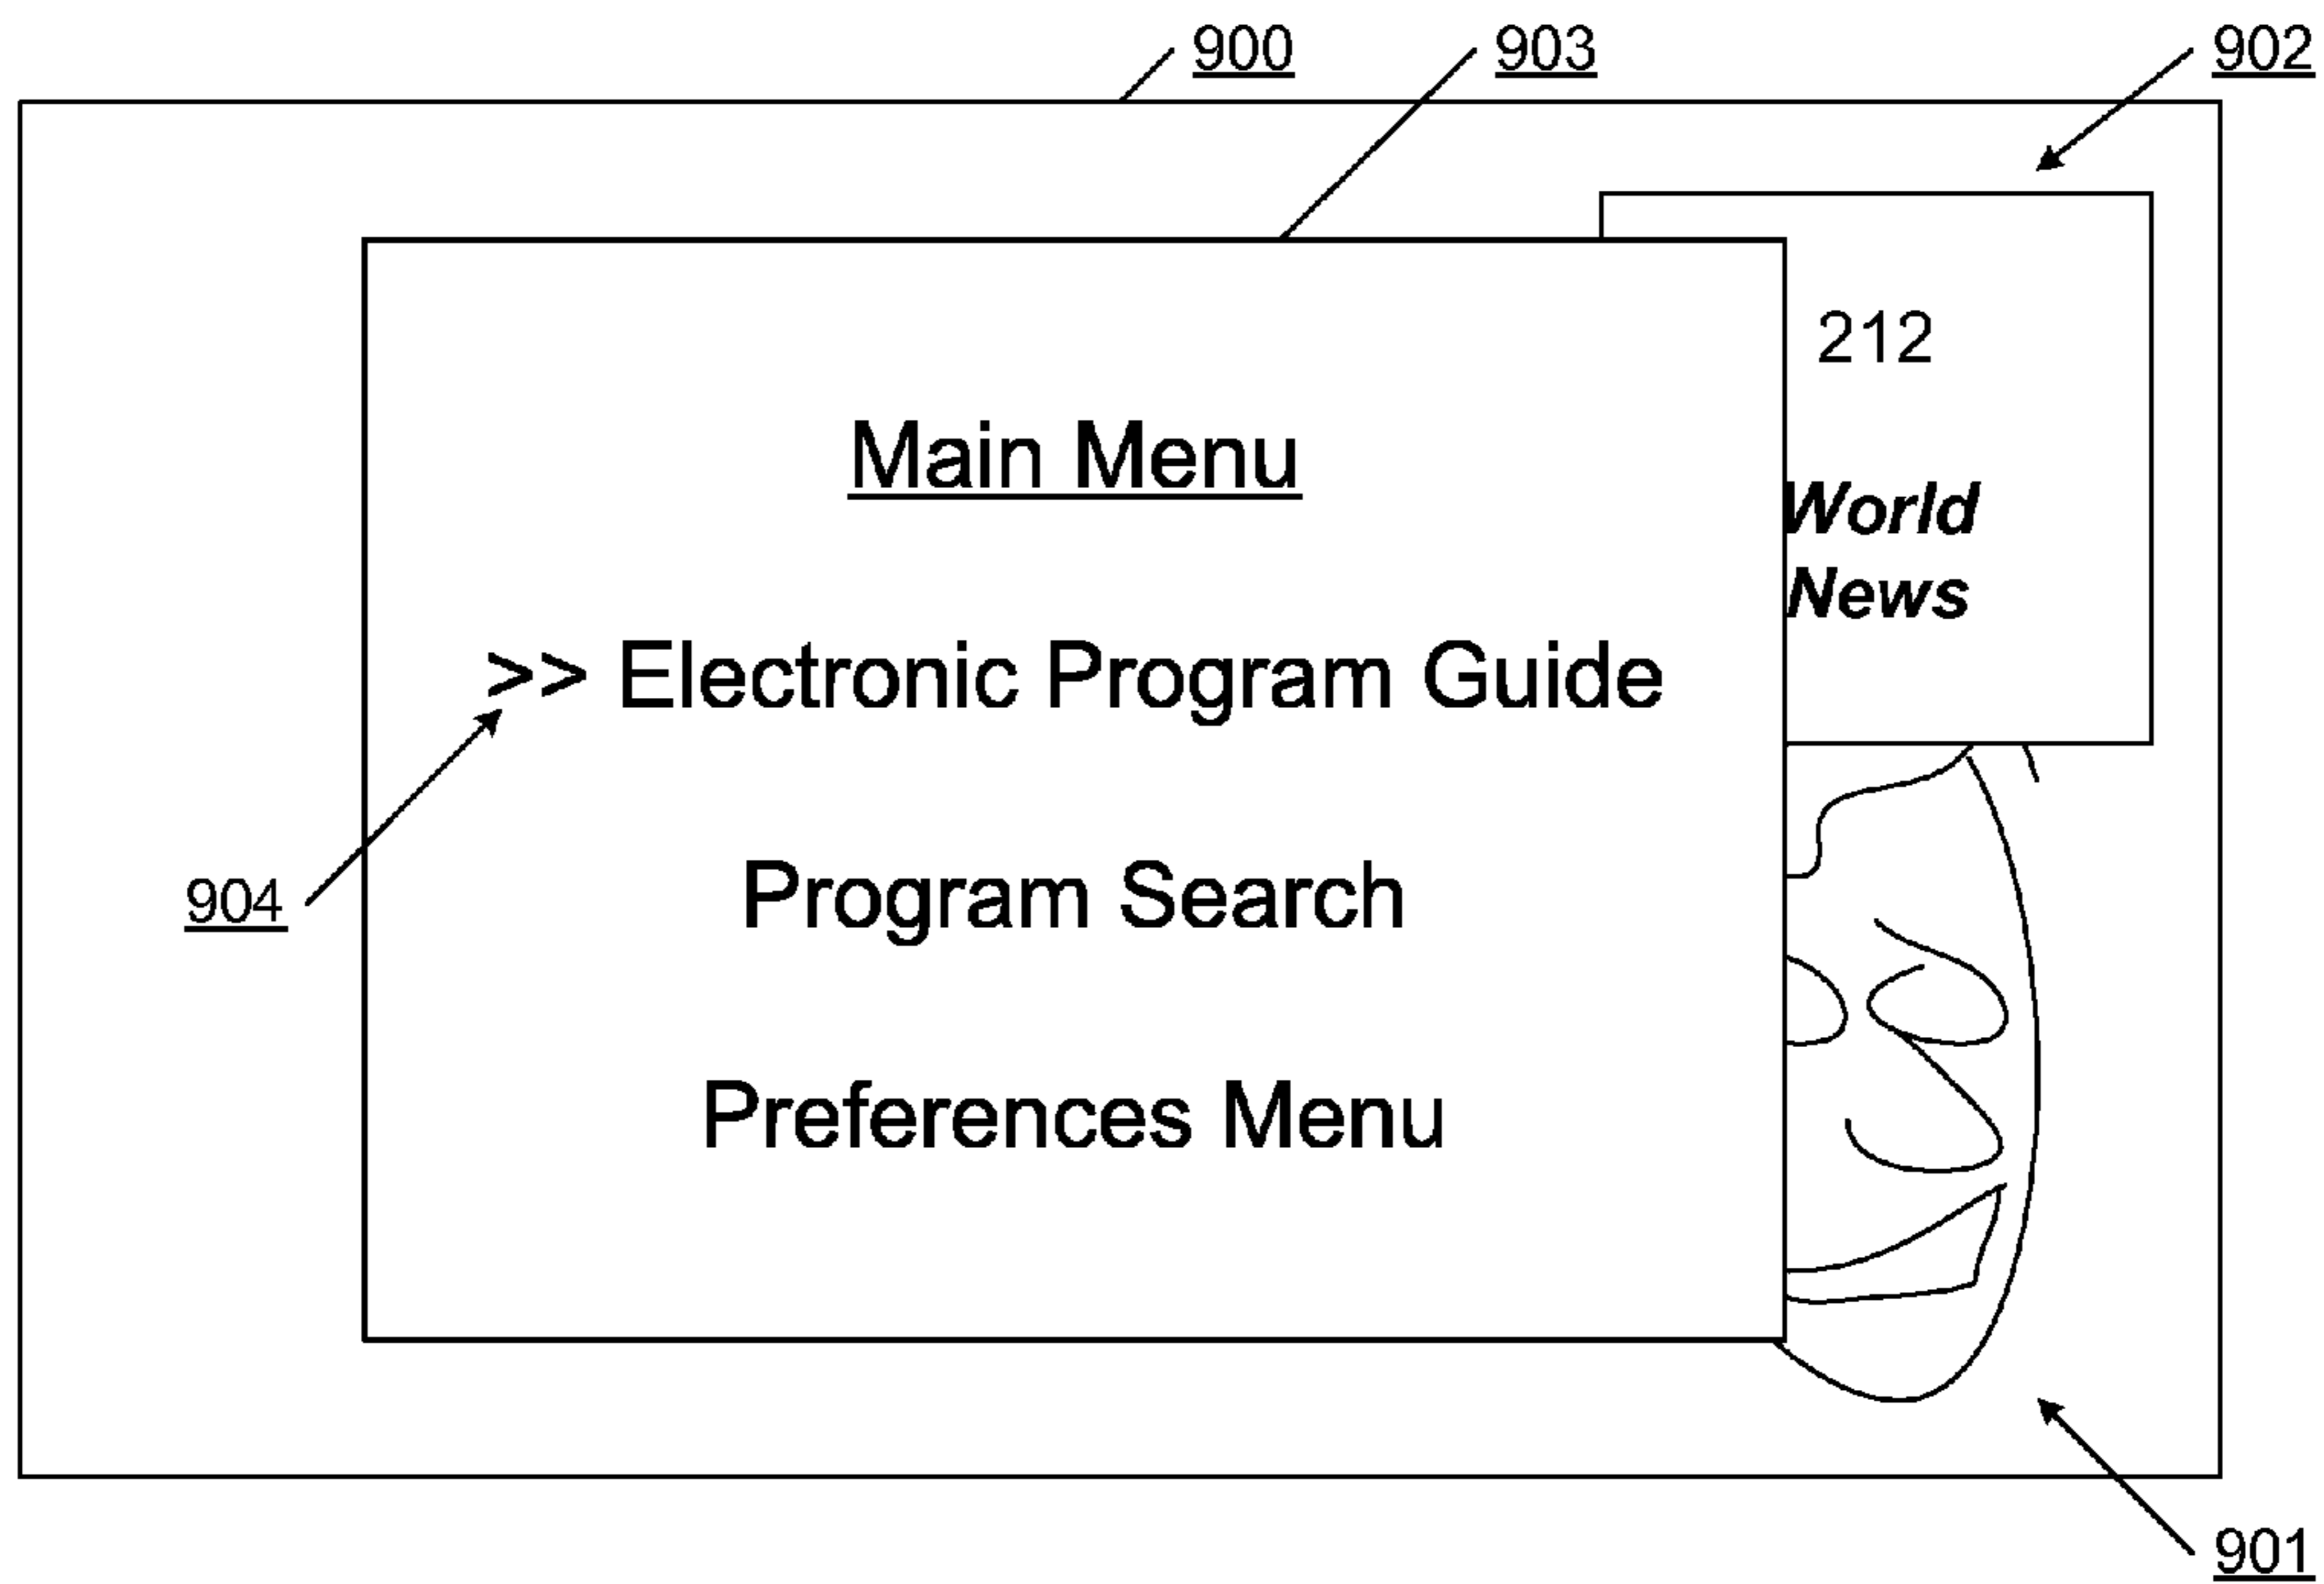 900
903
902
212
Main Menu
World
News
>> Electronic Program Guide
904
Program Search
Preferences Menu
901